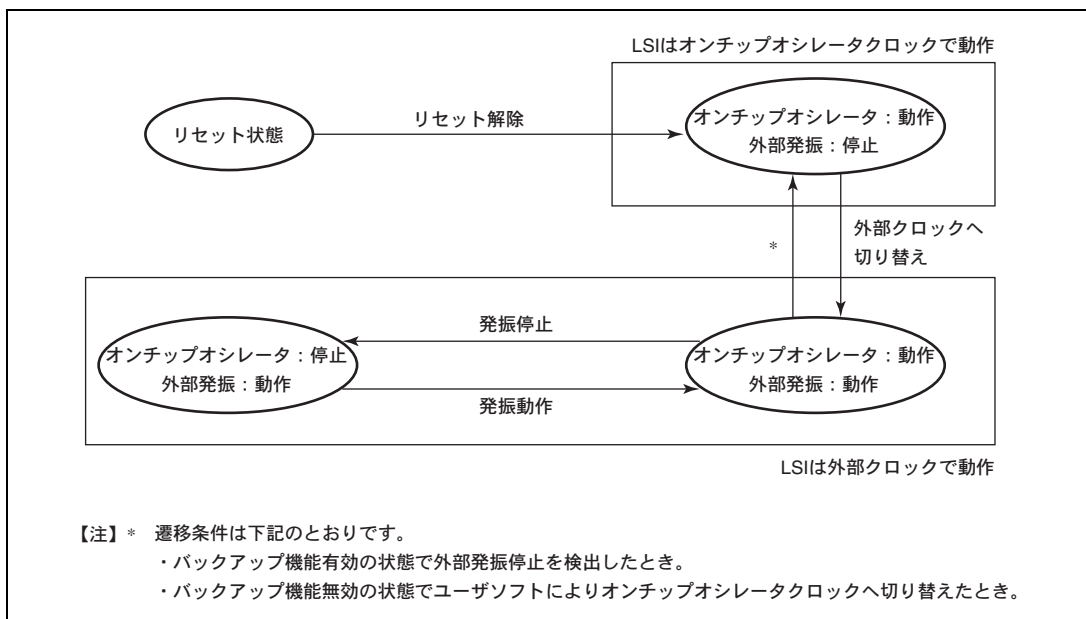 LSIはオンチップオシレータクロックで動作
リセット状態
リセット解除
オンチップオシレータ：動作
外部発振：停止
*
外部クロックへ
切り替え
オンチップオシレータ：停止
外部発振：動作
発振停止
発振動作
オンチップオシレータ：動作
外部発振：動作
LSIは外部クロックで動作
【注】* 遷移条件は下記のとおりです。
・バックアップ機能有効の状態で外部発振停止を検出したとき。
・バックアップ機能無効の状態でユーザソフトによりオンチップオシレータクロックへ切り替えたとき。